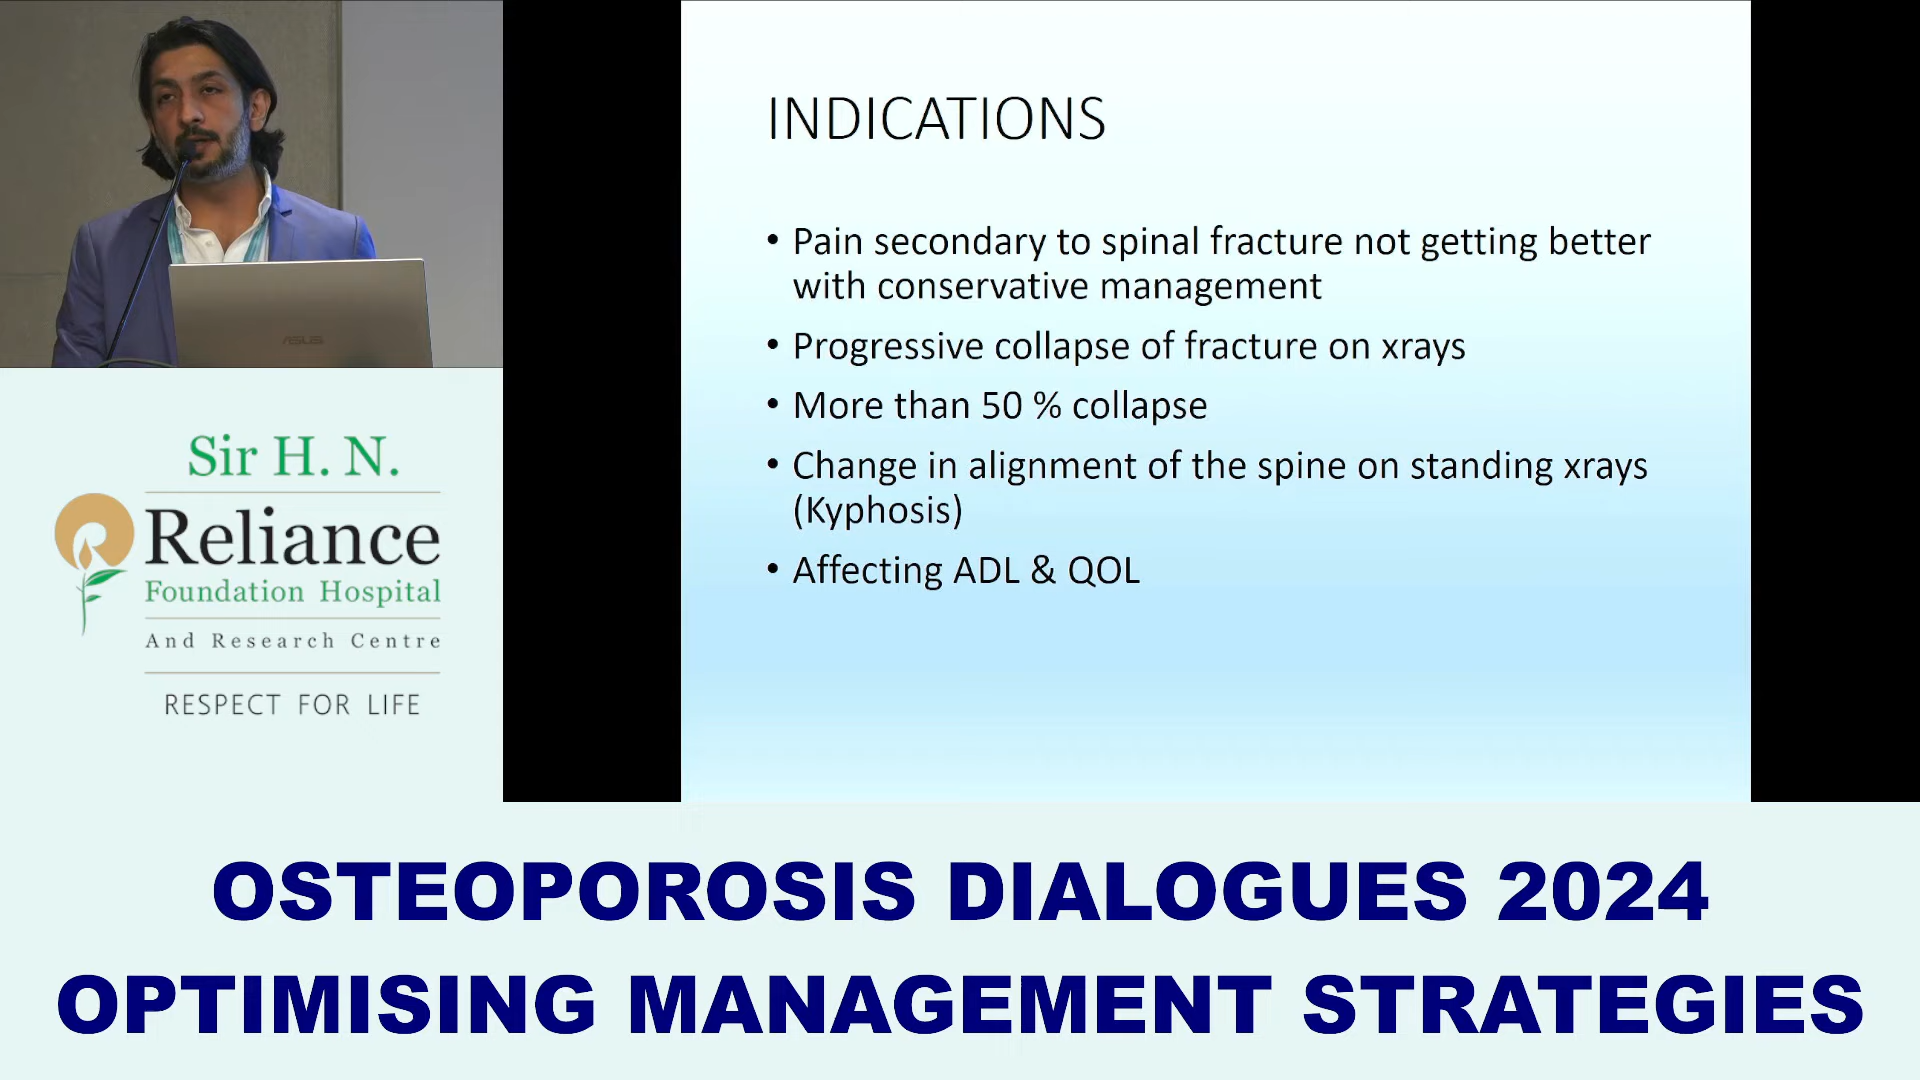 INDICATIONS
• Pain secondary to spinal fracture not getting better
with conservative management
• Progressive collapse of fracture on xrays
• More than 50 % collapse
• Change in alignment of the spine on standing xrays
(Kyphosis)
• Affecting ADL & QOL
ASUS
Sir H. N.
Reliance
Foundation Hospital
And Research Centre
RESPECT FOR LIFE
OSTEOPOROSIS DIALOGUES 2024
OPTIMISING MANAGEMENT STRATEGIES